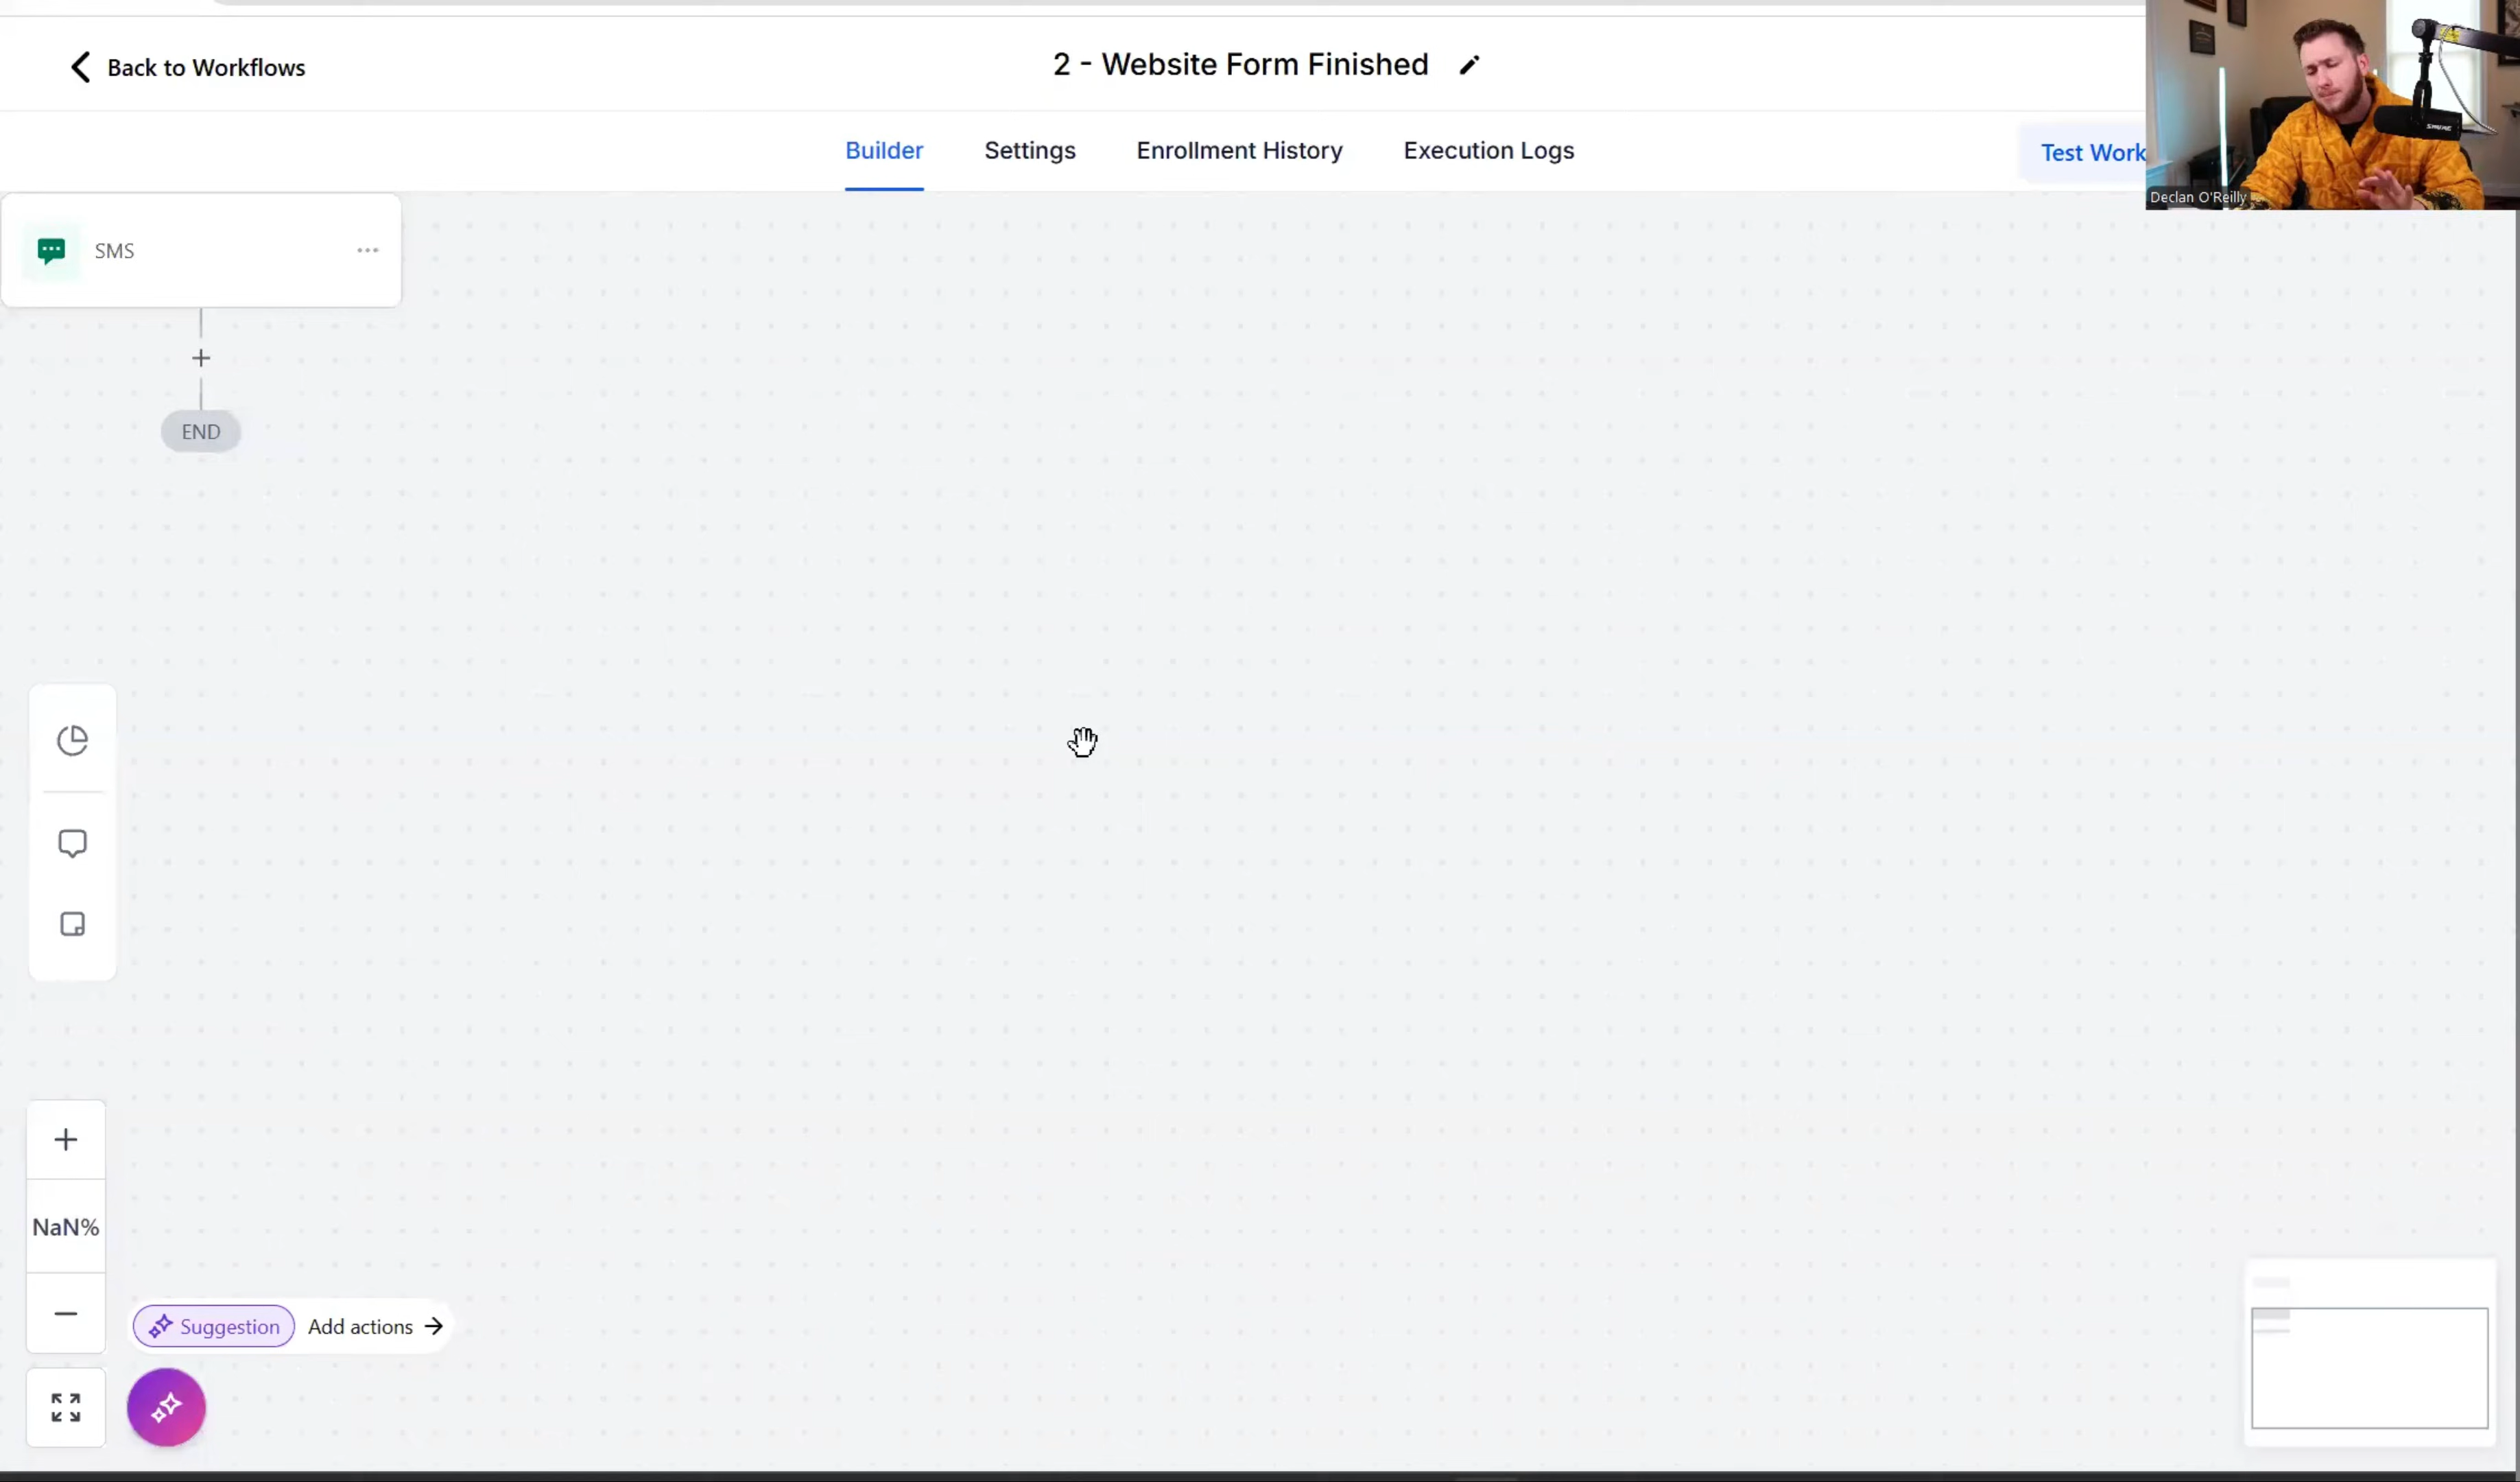 Back to Workflows
2 - Website Form Finished
Builder
Settings
Enrollment History
Execution Logs
Test Work
SHURE
Declan O'Reilly
SMS
END
NaN%
Suggestion
Add actions